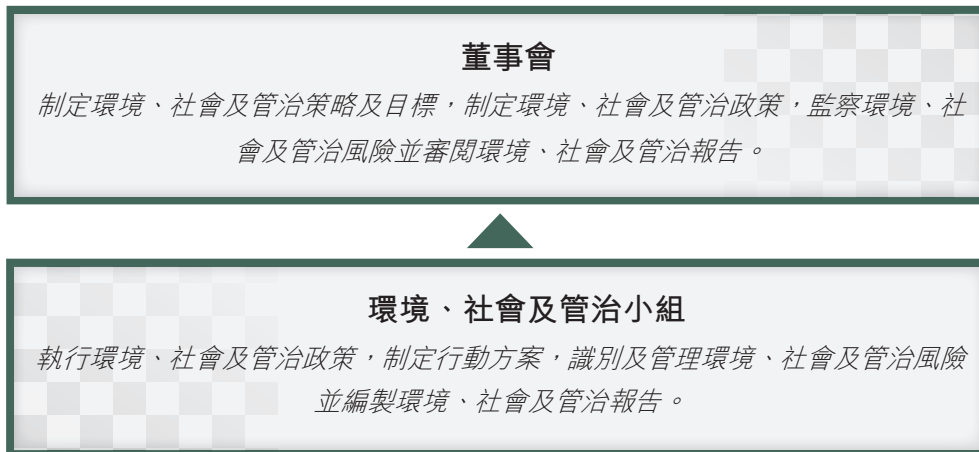 董事會
制定環境、社會及管治策略及目標，制定環境、社會及管治政策，監察環境、社
會及管治風險並審閱環境、社會及管治報告。
環境、社會及管治小組
執行環境、社會及管治政策，制定行動方案，識別及管理環境、社會及管治風險
並編製環境、社會及管治報告。